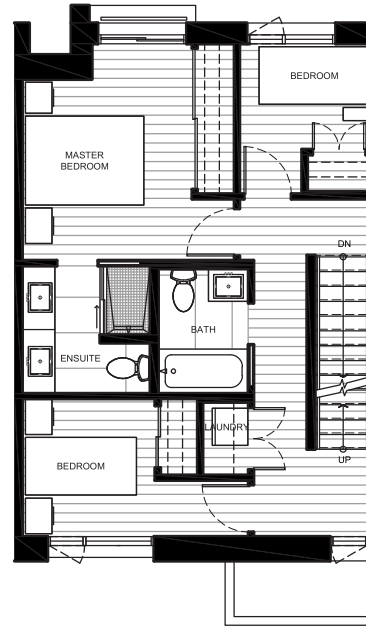 BEDROOM
MASTER
BEDROOM
DN
BATH
ENSUITE
LAUNDRY
BEDROOM
UP